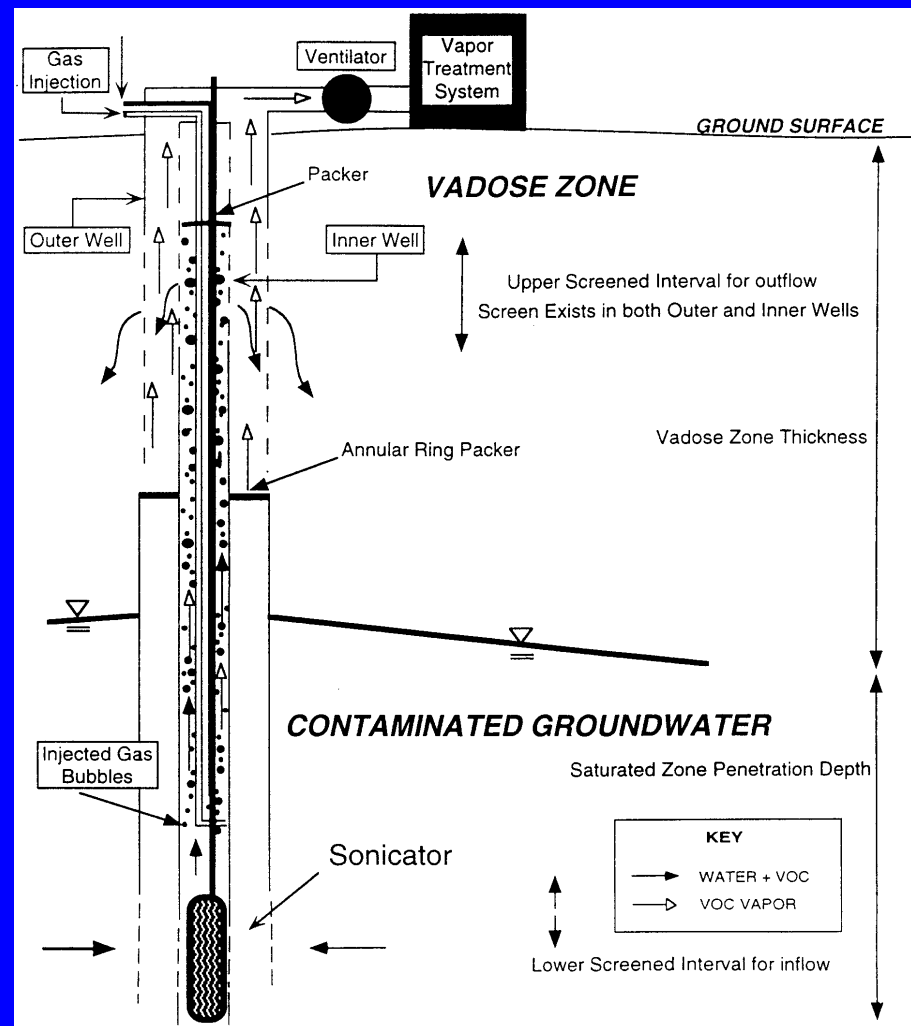 Gas
Injection
Ventilator
Vapor
Treatment
System
GROUND SURFACE
Packer
VADOSE ZONE
Outer Well
Inner Well
Upper Screened Interval for outflow
Screen Exists in both Outer and Inner Wells
Annular Ring Packer
Vadose Zone Thickness
CONTAMINATED GROUNDWATER
Injected Gas
Bubbles
Saturated Zone Penetration Depth
Sonicator
KEY
WATER + VOC
VOC VAPOR
Lower Screened Interval for inflow